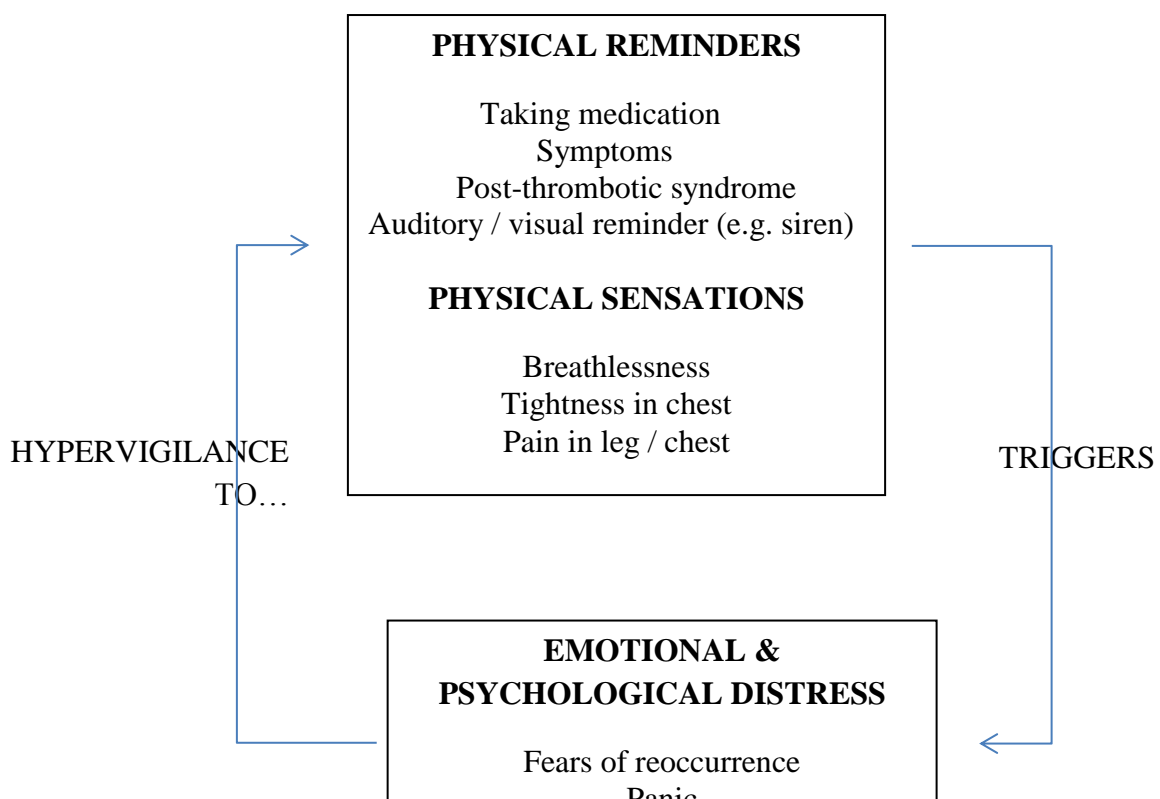 PHYSICAL REMINDERS
Taking medication
Symptoms
Post-thrombotic syndrome
Auditory / visual reminder (e.g. siren)
PHYSICAL SENSATIONS
Breathlessness
Tightness in chest
Pain in leg / chest
HYPERVIGILANCE
TO…
TRIGGERS
EMOTIONAL &
PSYCHOLOGICAL DISTRESS
Fears of reoccurrence
Panic